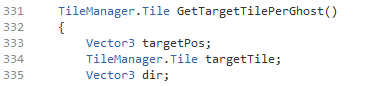 331 TileManager.Tile GetTargetTilePerGhost()
332 {
333 Vector3 targetPos;
334 TileManager.Tile targetTile;
335 Vector3 dir;